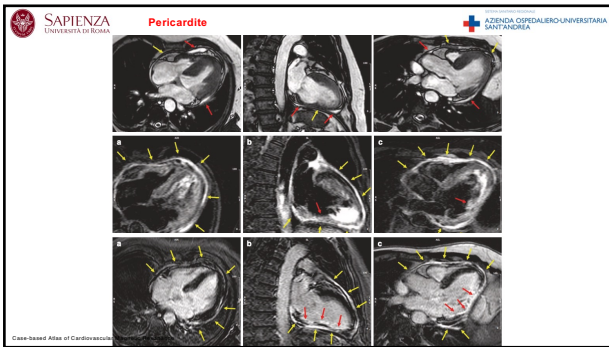 SAPIENZA
UNIVERSITÀ DI ROMA
Pericardite
AZIENDA OSPEDALIERO-UNIVERSITARIA
SANT'ANDREA
a
b
c
a
b
c
Case-based Atlas of Cardiovascular